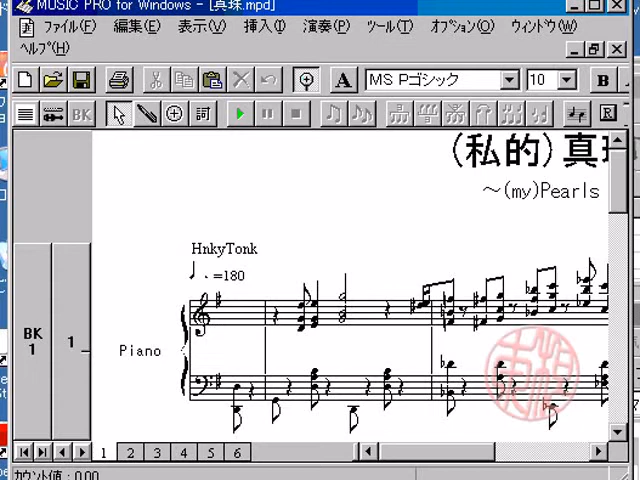 MUSIC PRO for Windows - [真珠.mpd]
ファイル(F) 編集(E) 表示(V) 挿入(I) 演奏(P) ツール(T) オプション(O) ウィンドウ(W)
ヘルプ(H)
A MS Pゴシック 10 B
BK 詞 R
(私的)真
～(my)Pearls
HnkyTonk
. =180
BK
1
1
Piano
1 2 3 4 5 6
カウント値 : 0.00